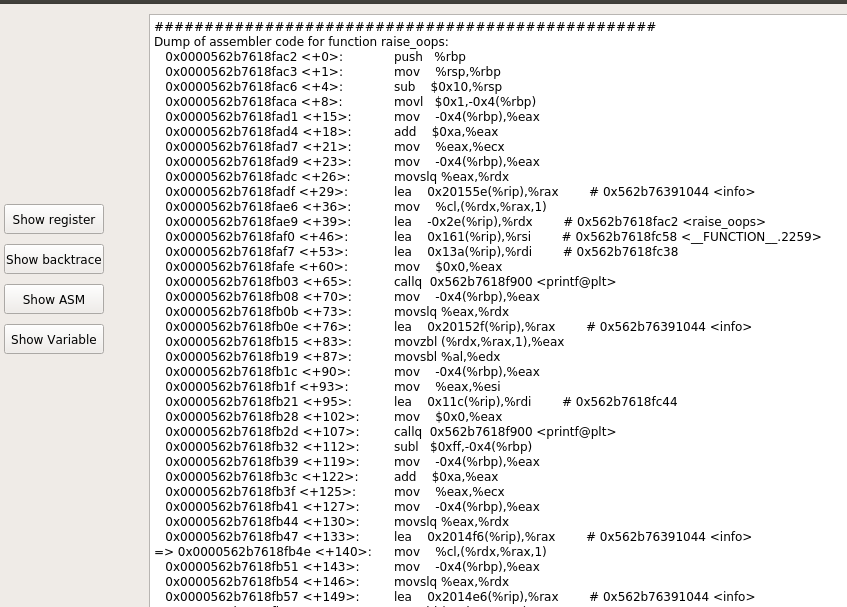 ##################################################
Dump of assembler code for function raise_oops:
0x0000562b7618fac2 <+0>: push %rbp
0x0000562b7618fac3 <+1>: mov %rsp,%rbp
0x0000562b7618fac6 <+4>: sub $0x10,%rsp
0x0000562b7618faca <+8>: movl $0x1,-0x4(%rbp)
0x0000562b7618fad1 <+15>: mov -0x4(%rbp),%eax
0x0000562b7618fad4 <+18>: add $0xa,%eax
0x0000562b7618fad7 <+21>: mov %eax,%ecx
0x0000562b7618fad9 <+23>: mov -0x4(%rbp),%eax
0x0000562b7618fadc <+26>: movslq %eax,%rdx
0x0000562b7618fadf <+29>: lea 0x20155e(%rip),%rax # 0x562b76391044 <info>
0x0000562b7618fae6 <+36>: mov %cl,(%rdx,%rax,1)
0x0000562b7618fae9 <+39>: lea -0x2e(%rip),%rdx # 0x562b7618fac2 <raise_oops>
0x0000562b7618faf0 <+46>: lea 0x161(%rip),%rsi # 0x562b7618fc58 <__FUNCTION__.2259>
0x0000562b7618faf7 <+53>: lea 0x13a(%rip),%rdi # 0x562b7618fc38
0x0000562b7618fafe <+60>: mov $0x0,%eax
0x0000562b7618fb03 <+65>: callq 0x562b7618f900 <printf@plt>
0x0000562b7618fb08 <+70>: mov -0x4(%rbp),%eax
0x0000562b7618fb0b <+73>: movslq %eax,%rdx
0x0000562b7618fb0e <+76>: lea 0x20152f(%rip),%rax # 0x562b76391044 <info>
0x0000562b7618fb15 <+83>: movzbl (%rdx,%rax,1),%eax
0x0000562b7618fb19 <+87>: movsbl %al,%edx
0x0000562b7618fb1c <+90>: mov -0x4(%rbp),%eax
0x0000562b7618fb1f <+93>: mov %eax,%esi
0x0000562b7618fb21 <+95>: lea 0x11c(%rip),%rdi # 0x562b7618fc44
0x0000562b7618fb28 <+102>: mov $0x0,%eax
0x0000562b7618fb2d <+107>: callq 0x562b7618f900 <printf@plt>
0x0000562b7618fb32 <+112>: subl $0xff,-0x4(%rbp)
0x0000562b7618fb39 <+119>: mov -0x4(%rbp),%eax
0x0000562b7618fb3c <+122>: add $0xa,%eax
0x0000562b7618fb3f <+125>: mov %eax,%ecx
0x0000562b7618fb41 <+127>: mov -0x4(%rbp),%eax
0x0000562b7618fb44 <+130>: movslq %eax,%rdx
0x0000562b7618fb47 <+133>: lea 0x2014f6(%rip),%rax # 0x562b76391044 <info>
=> 0x0000562b7618fb4e <+140>: mov %cl,(%rdx,%rax,1)
0x0000562b7618fb51 <+143>: mov -0x4(%rbp),%eax
0x0000562b7618fb54 <+146>: movslq %eax,%rdx
0x0000562b7618fb57 <+149>: lea 0x2014e6(%rip),%rax # 0x562b76391044 <info>
Show register
Show backtrace
Show ASM
Show Variable